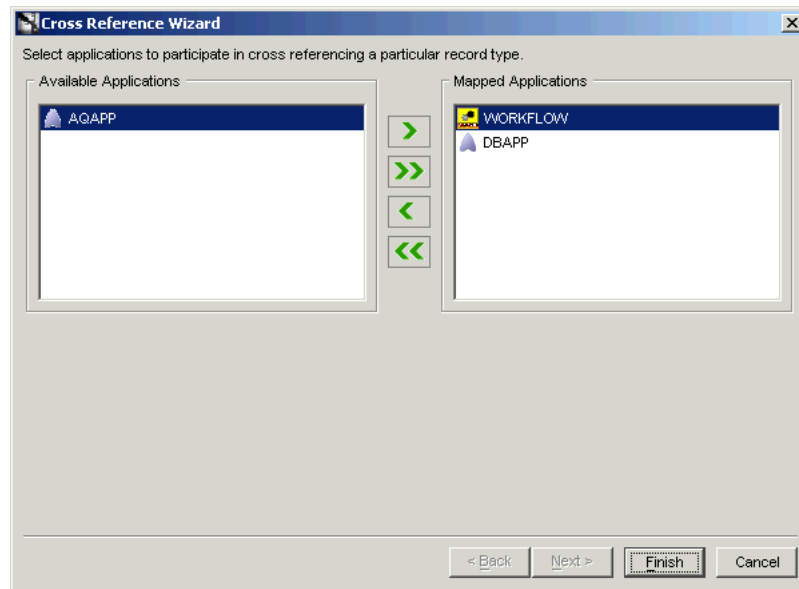 Cross Reference Wizard
Select applications to participate in cross referencing a particular record type.
Available Applications
Mapped Applications
AQAPP
WORKFLOW
DBAPP
< Back
Next >
Finish
Cancel